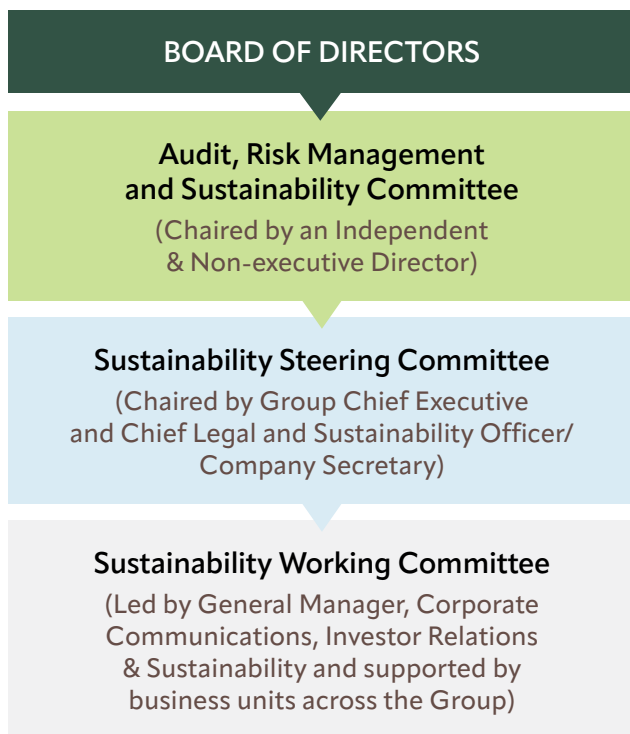 BOARD OF DIRECTORS
Audit, Risk Management
and Sustainability Committee
(Chaired by an Independent
& Non-executive Director)
Sustainability Steering Committee
(Chaired by Group Chief Executive
and Chief Legal and Sustainability Officer/
Company Secretary)
Sustainability Working Committee
(Led by General Manager, Corporate
Communications, Investor Relations
& Sustainability and supported by
business units across the Group)